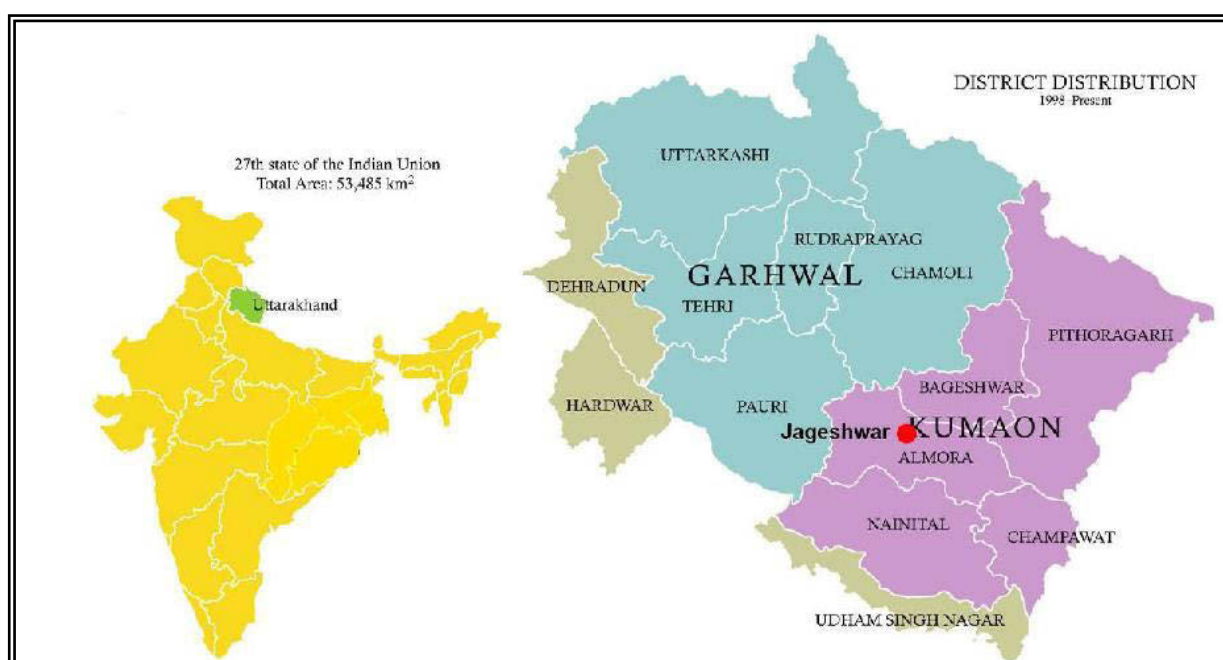 27th state of the Indian Union
Total Area: 53,485 km²
Uttarakhand
DISTRICT DISTRIBUTION
1998-Present
UTTARKASHI
RUDRAPRAYAG
GARHWAL
CHAMOLI
DEHRADUN
TEHRI
PITHORAGARH
BAGESHWAR
HARDWAR
PAURI
Jageshwar
KUMAON
ALMORA
NAINITAL
CHAMPAWAT
UDHAM SINGH NAGAR